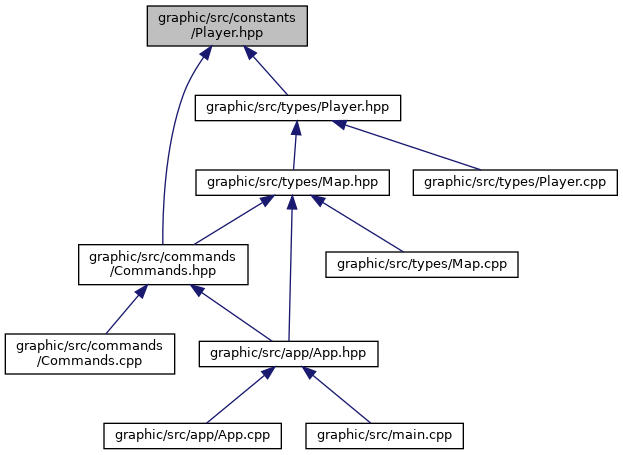 graphic/src/constants
/Player.hpp
graphic/src/types/Player.hpp
graphic/src/types/Map.hpp
graphic/src/types/Player.cpp
graphic/src/commands
/Commands.hpp
graphic/src/types/Map.cpp
graphic/src/commands
/Commands.cpp
graphic/src/app/App.hpp
graphic/src/app/App.cpp
graphic/src/main.cpp